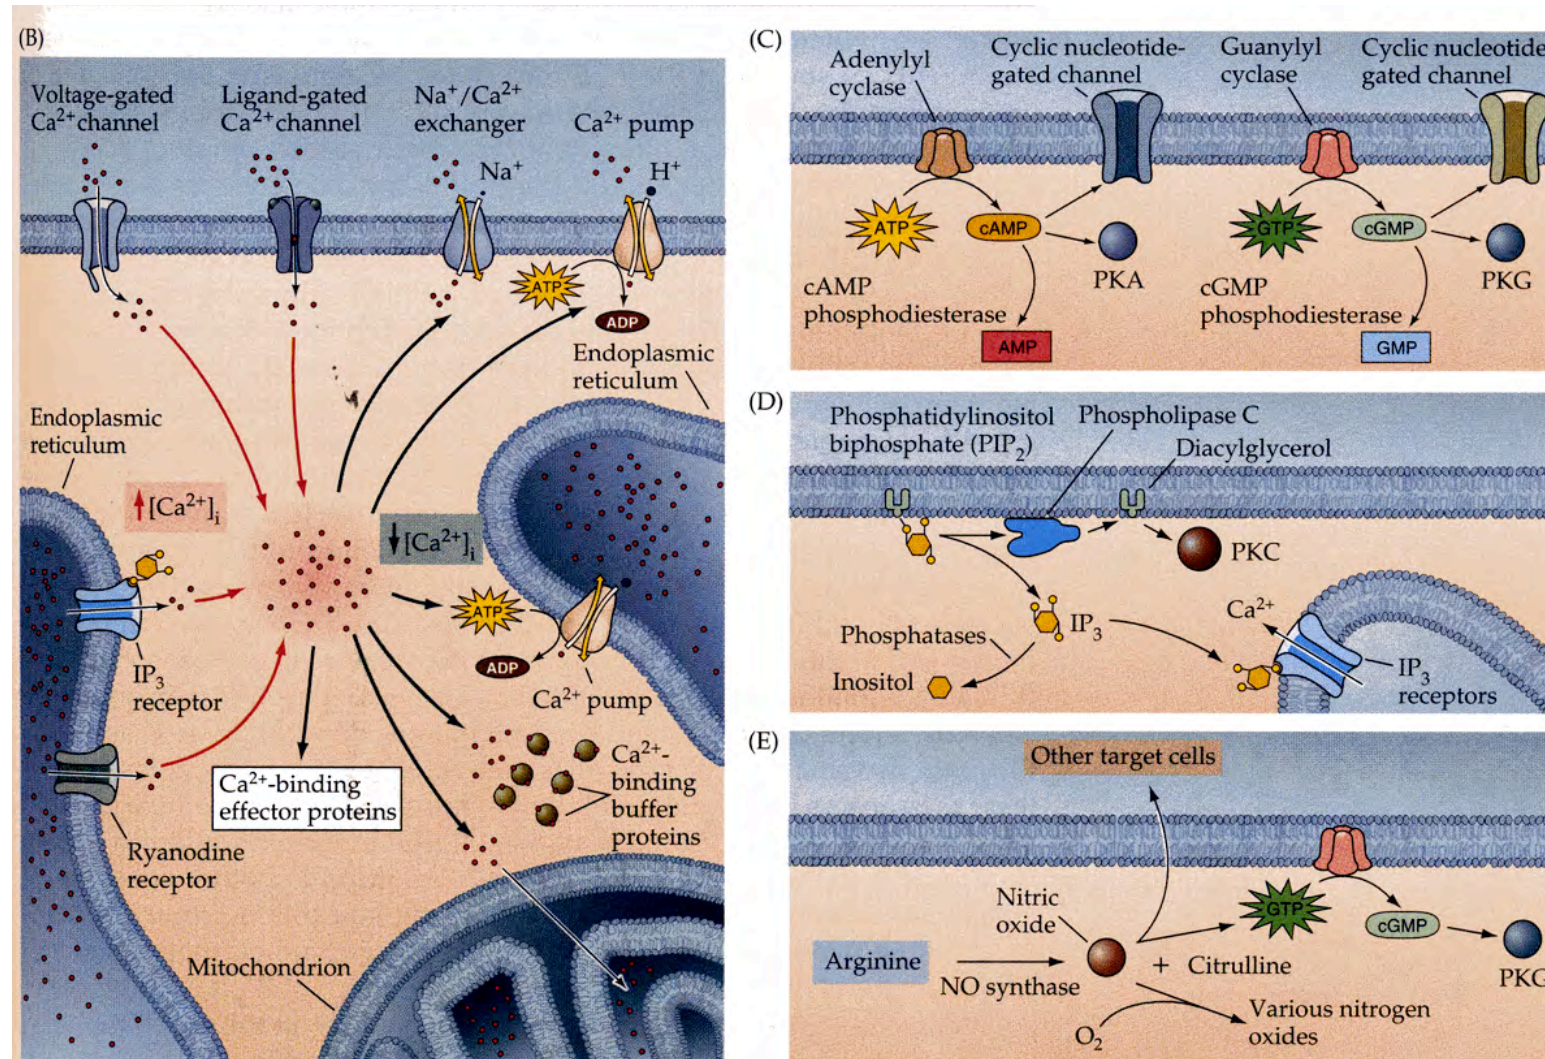 (B)
Voltage-gated
Ca²⁺ channel
Ligand-gated
Ca²⁺ channel
Na⁺/Ca²⁺
exchanger
Ca²⁺ pump
Na⁺
H⁺
ATP
ADP
Endoplasmic
reticulum
Endoplasmic
reticulum
↑[Ca²⁺]ᵢ
↓[Ca²⁺]ᵢ
IP₃
receptor
ATP
ADP
Ca²⁺ pump
Ca²⁺-binding
effector proteins
Ca²⁺-
binding
buffer
proteins
Ryanodine
receptor
Mitochondrion
(C)
Adenylyl
cyclase
Cyclic nucleotide-
gated channel
Guanylyl
cyclase
Cyclic nucleotide
gated channel
ATP
cAMP
PKA
GTP
cGMP
PKG
cAMP
phosphodiesterase
AMP
cGMP
phosphodiesterase
GMP
(D)
Phosphatidylinositol
biphosphate (PIP₂)
Phospholipase C
Diacylglycerol
PKC
IP₃
Phosphatases
Inositol
Ca²⁺
IP₃
receptors
(E)
Other target cells
Nitric
oxide
GTP
cGMP
PKG
Arginine
NO synthase
+ Citrulline
O₂
Various nitrogen
oxides